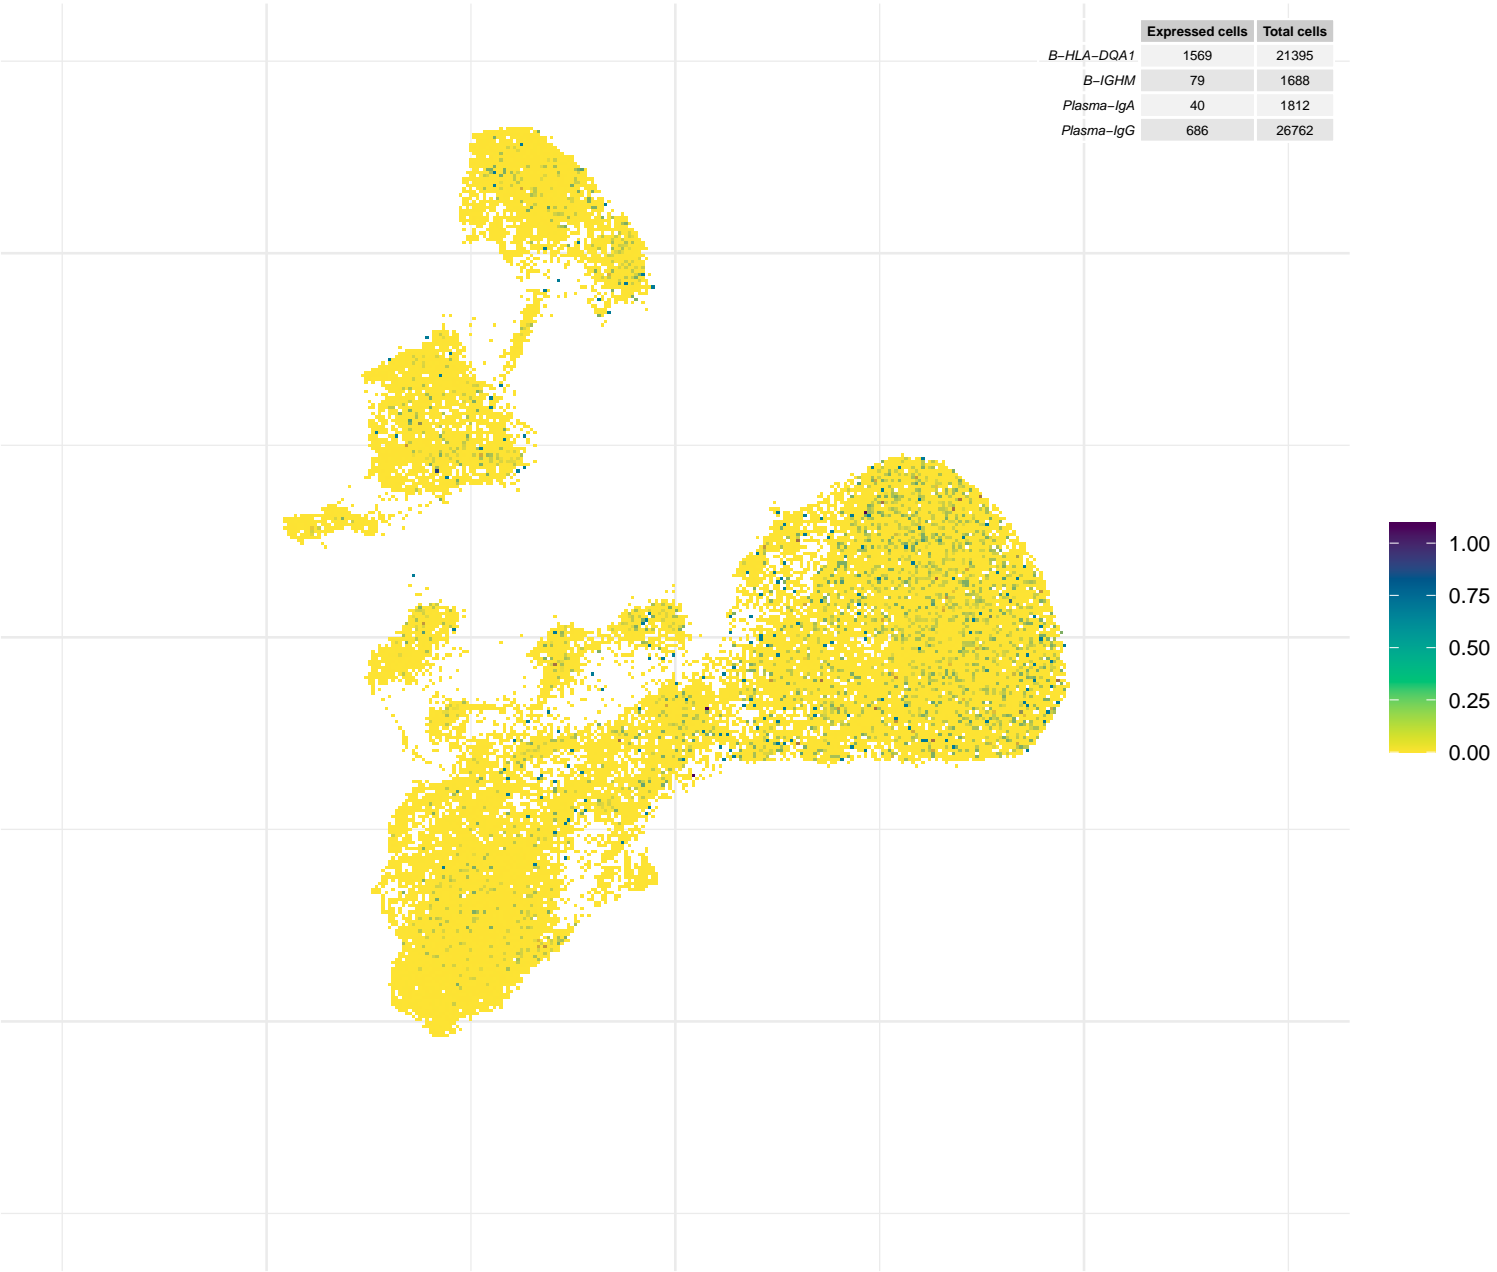 Expressed cells Total cells
B−HLA−DQA1 1569 21395
B−IGHM 79 1688
Plasma−IgA 40 1812
Plasma−IgG 686 26762
1.00
0.75
0.50
0.25
0.00